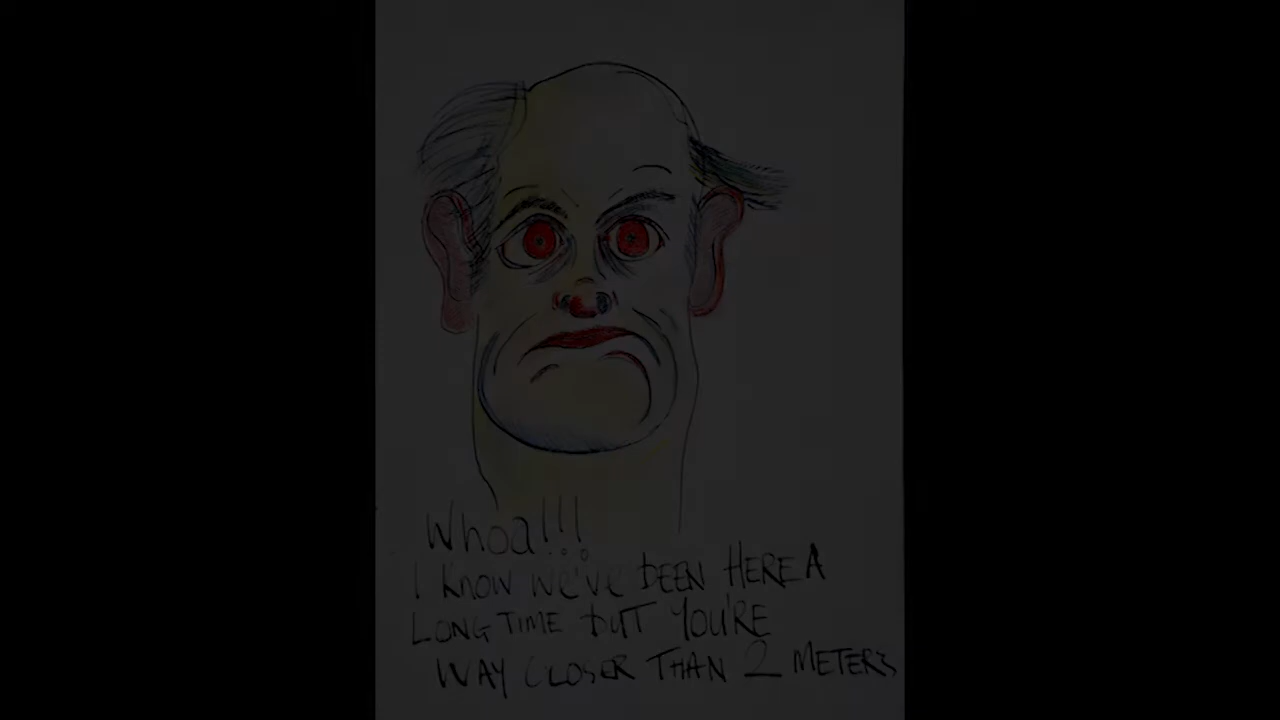 Whoa!!!
I know we've BEEN HERE A
LONG TIME BUT YOU'RE
WAY CLOSER THAN 2 METERS